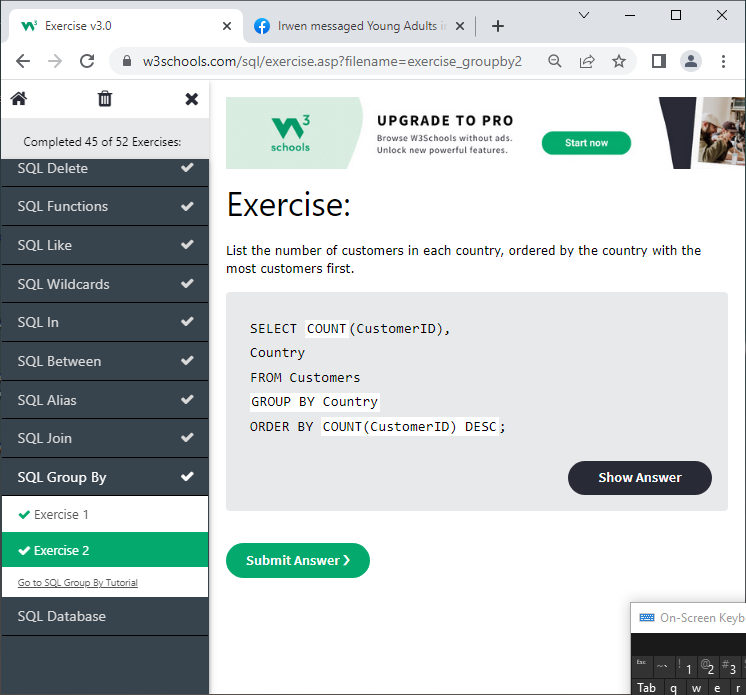 Exercise v3.0
Irwen messaged Young Adults i
w3schools.com/sql/exercise.asp?filename=exercise_groupby2
Completed 45 of 52 Exercises:
SQL Delete
SQL Functions
SQL Like
SQL Wildcards
SQL In
SQL Between
SQL Alias
SQL Join
SQL Group By
Exercise 1
Exercise 2
Go to SQL Group By Tutorial
SQL Database
W3
schools
UPGRADE TO PRO
Browse W3Schools without ads.
Unlock new powerful features.
Start now
Exercise:
List the number of customers in each country, ordered by the country with the
most customers first.
SELECT COUNT(CustomerID),
Country
FROM Customers
GROUP BY Country
ORDER BY COUNT(CustomerID) DESC;
Show Answer
Submit Answer ❯
On-Screen Keyb
Esc ~ ` ! 1 @ 2 # 3
Tab q w e r